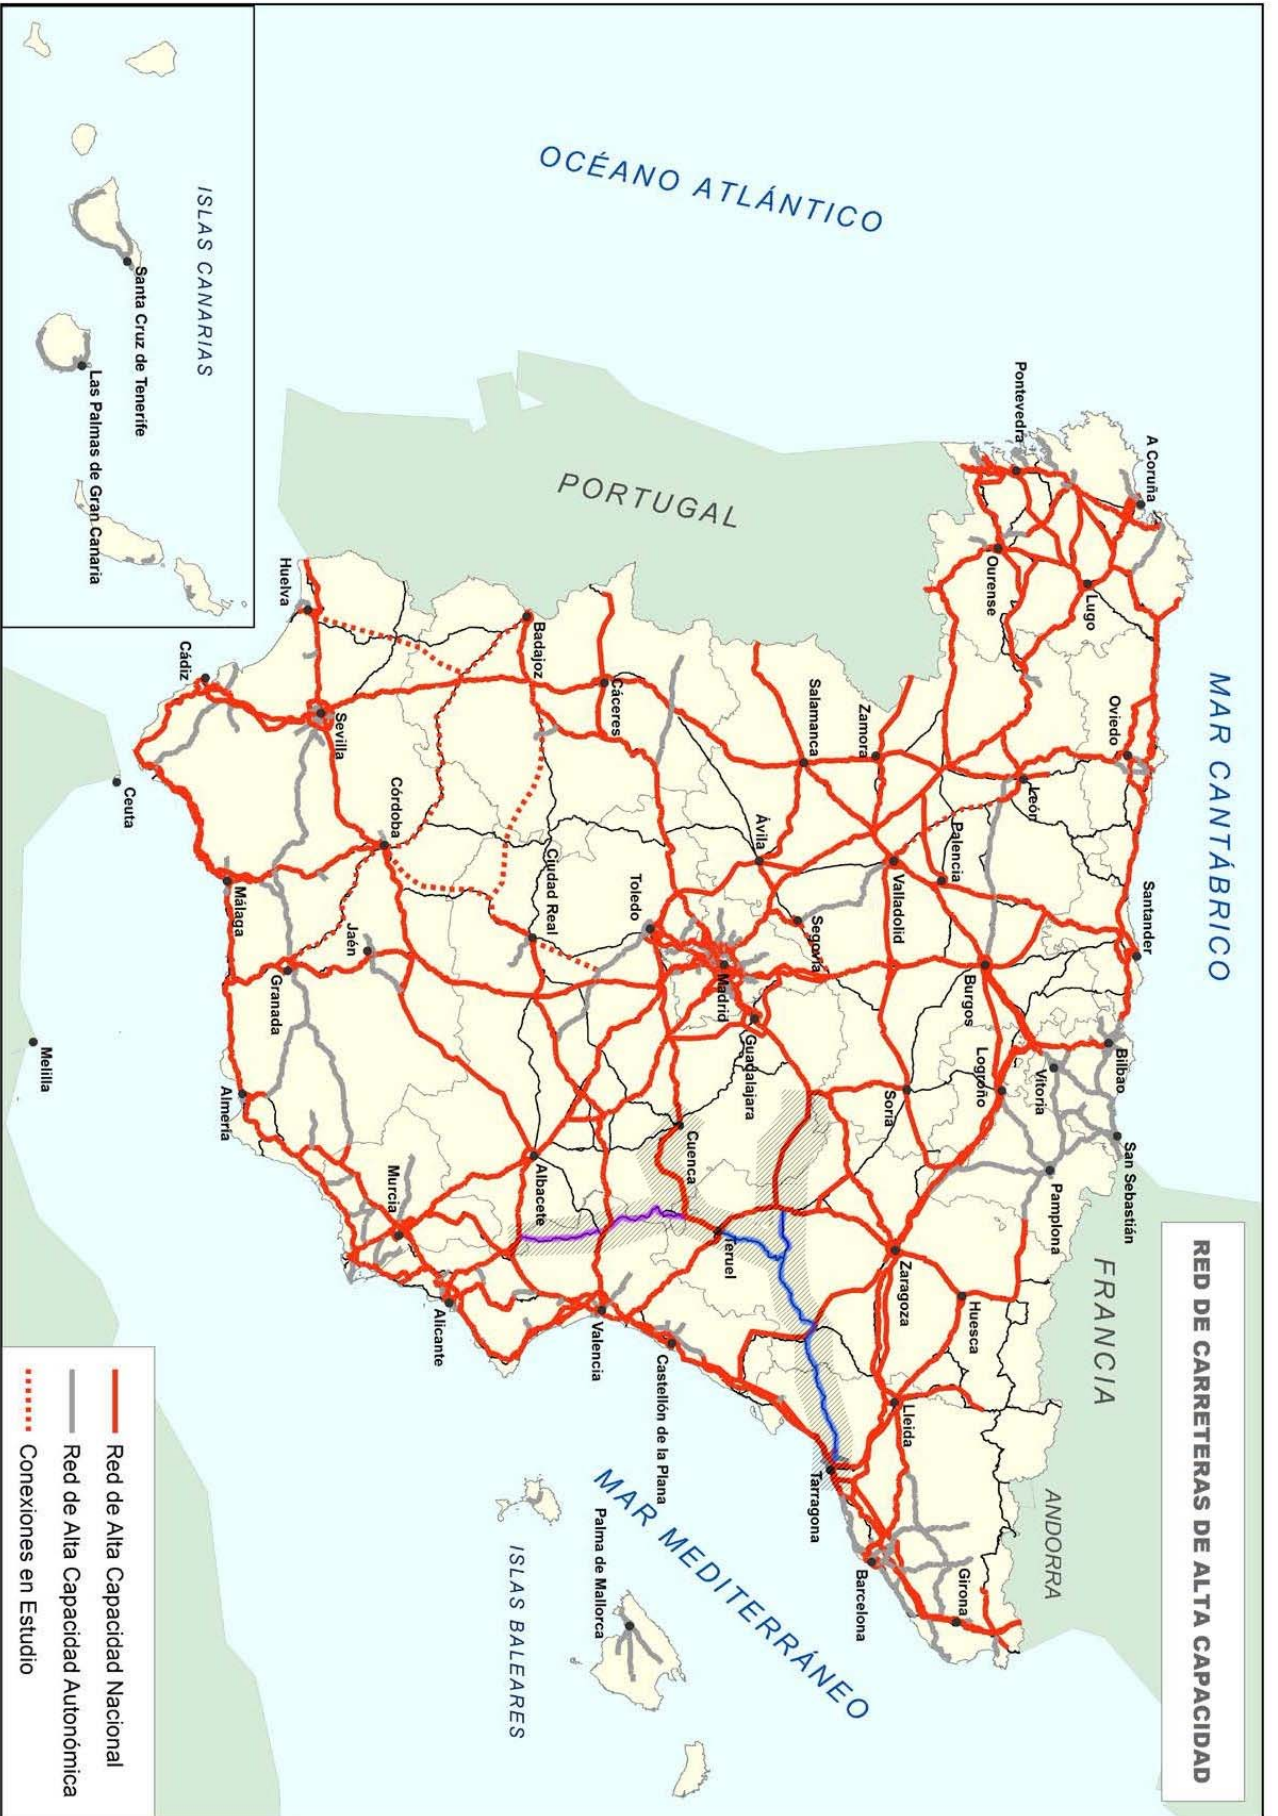 RED DE CARRETERAS DE ALTA CAPACIDAD
MAR CANTÁBRICO
FRANCIA
ANDORRA
OCÉANO ATLÁNTICO
PORTUGAL
MAR MEDITERRÁNEO
ISLAS BALEARES
ISLAS CANARIAS
A Coruña
Lugo
Pontevedra
Ourense
Oviedo
Santander
Bilbao
San Sebastián
Vitoria
Pamplona
León
Palencia
Burgos
Logroño
Huesca
Girona
Zamora
Valladolid
Soria
Zaragoza
Lleida
Barcelona
Tarragona
Salamanca
Ávila
Segovia
Guadalajara
Madrid
Teruel
Cuenca
Toledo
Castellón de la Plana
Palma de Mallorca
Cáceres
Badajoz
Ciudad Real
Albacete
Valencia
Alicante
Murcia
Córdoba
Jaén
Sevilla
Huelva
Granada
Almería
Málaga
Cádiz
Ceuta
Melilla
Santa Cruz de Tenerife
Las Palmas de Gran Canaria
Red de Alta Capacidad Nacional
Red de Alta Capacidad Autonómica
Conexiones en Estudio